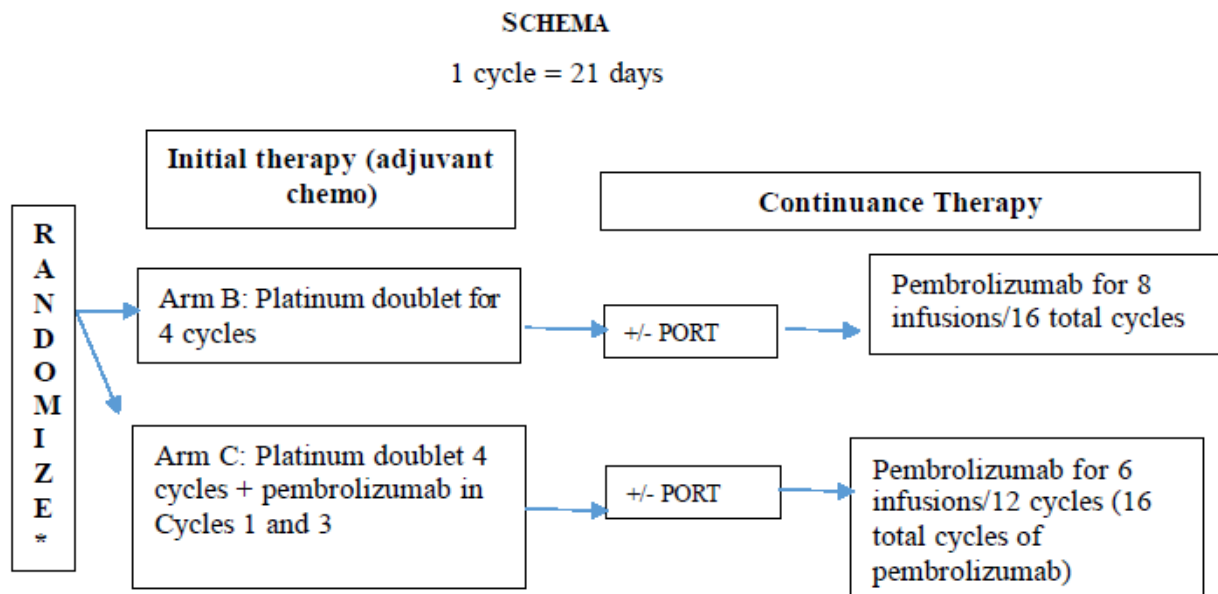 SCHEMA
1 cycle = 21 days
Initial therapy (adjuvant
chemo)
Continuance Therapy
R
A
N
D
O
M
I
Z
E
*
Arm B: Platinum doublet for
4 cycles
+/- PORT
Pembrolizumab for 8
infusions/16 total cycles
Arm C: Platinum doublet 4
cycles + pembrolizumab in
Cycles 1 and 3
+/- PORT
Pembrolizumab for 6
infusions/12 cycles (16
total cycles of
pembrolizumab)